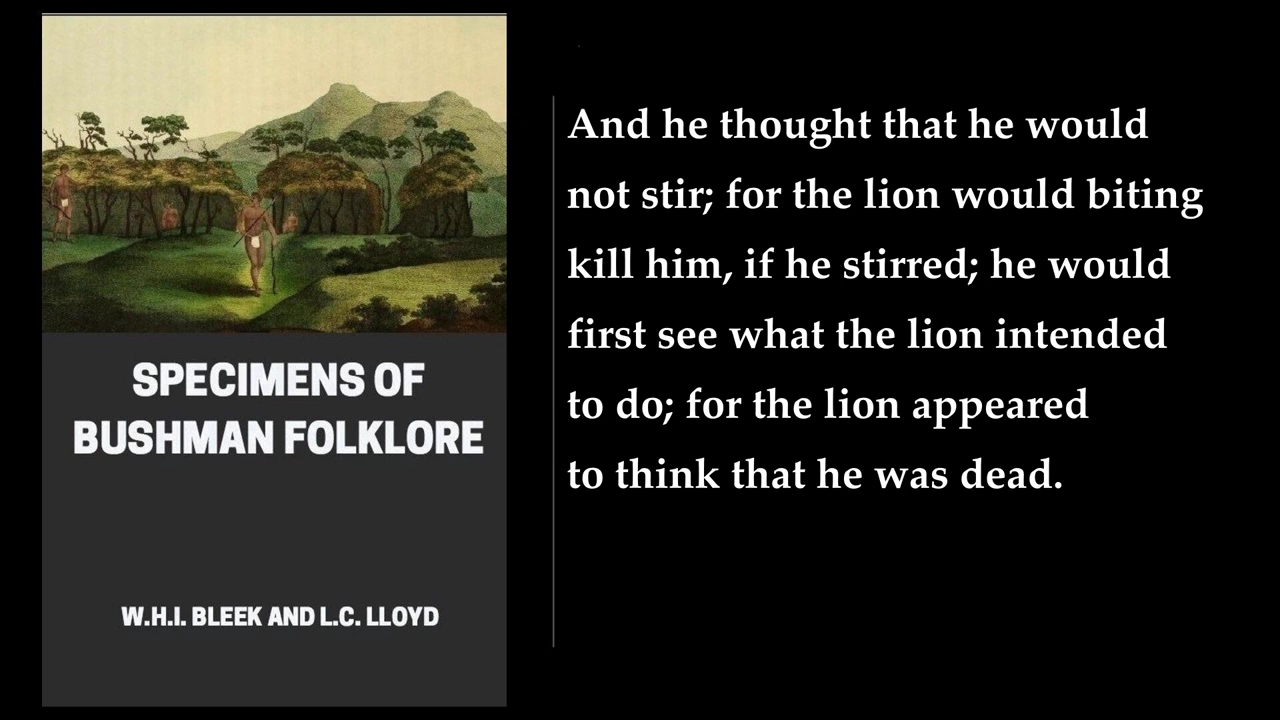 SPECIMENS OF
BUSHMAN FOLKLORE
W.H.I. BLEEK AND L.C. LLOYD
And he thought that he would
not stir; for the lion would biting
kill him, if he stirred; he would
first see what the lion intended
to do; for the lion appeared
to think that he was dead.